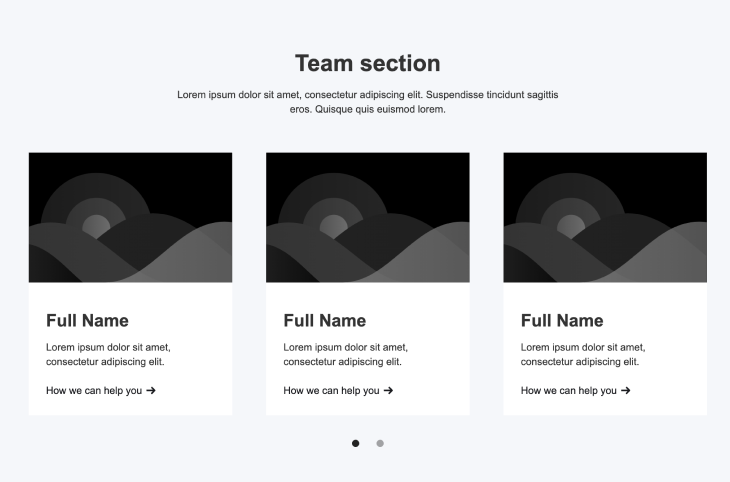 Team section
Lorem ipsum dolor sit amet, consectetur adipiscing elit. Suspendisse tincidunt sagittis
eros. Quisque quis euismod lorem.
Full Name
Lorem ipsum dolor sit amet,
consectetur adipiscing elit.
How we can help you →
Full Name
Lorem ipsum dolor sit amet,
consectetur adipiscing elit.
How we can help you →
Full Name
Lorem ipsum dolor sit amet,
consectetur adipiscing elit.
How we can help you →